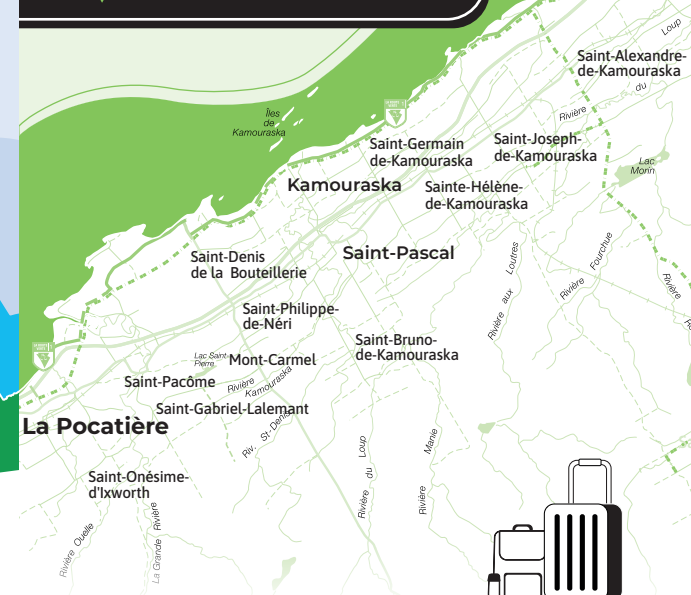 Loup
Saint-Alexandre-
de-Kamouraska
du
Rivière
Îles
de
Kamouraska
Saint-Germain
de-Kamouraska
Saint-Joseph-
de-Kamouraska
Lac
Morin
Kamouraska
Sainte-Hélène-
de-Kamouraska
Saint-Denis
de la Bouteillerie
Saint-Pascal
Rivière aux Loutres
Rivière Fourchue
Rivière
Saint-Philippe-
de-Néri
Saint-Bruno-
de-Kamouraska
Lac Saint-
Pierre
Mont-Carmel
Saint-Pacôme
Rivière
Kamouraska
Saint-Gabriel-Lalemant
La Pocatière
Riv. St-Denis
Rivière du Loup
Rivière Manie
Saint-Onésime-
d'Ixworth
Rivière Ouelle
La Grande Rivière